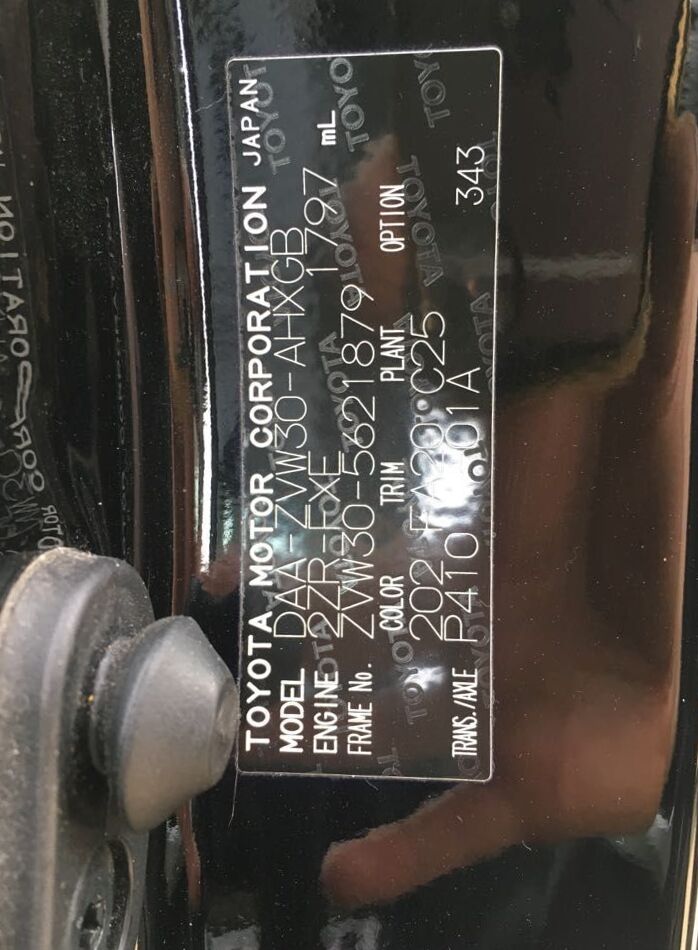 TOYOTA MOTOR CORPORATION JAPAN
MODEL DAA-ZVW30-AHXGB
ENGINE 2ZR-FXE 1797 mL
FRAME No. ZVW30-5621879
COLOR TRIM PLANT OPTION
202 FA20 C25
TRANS./AXLE P410 01A 343